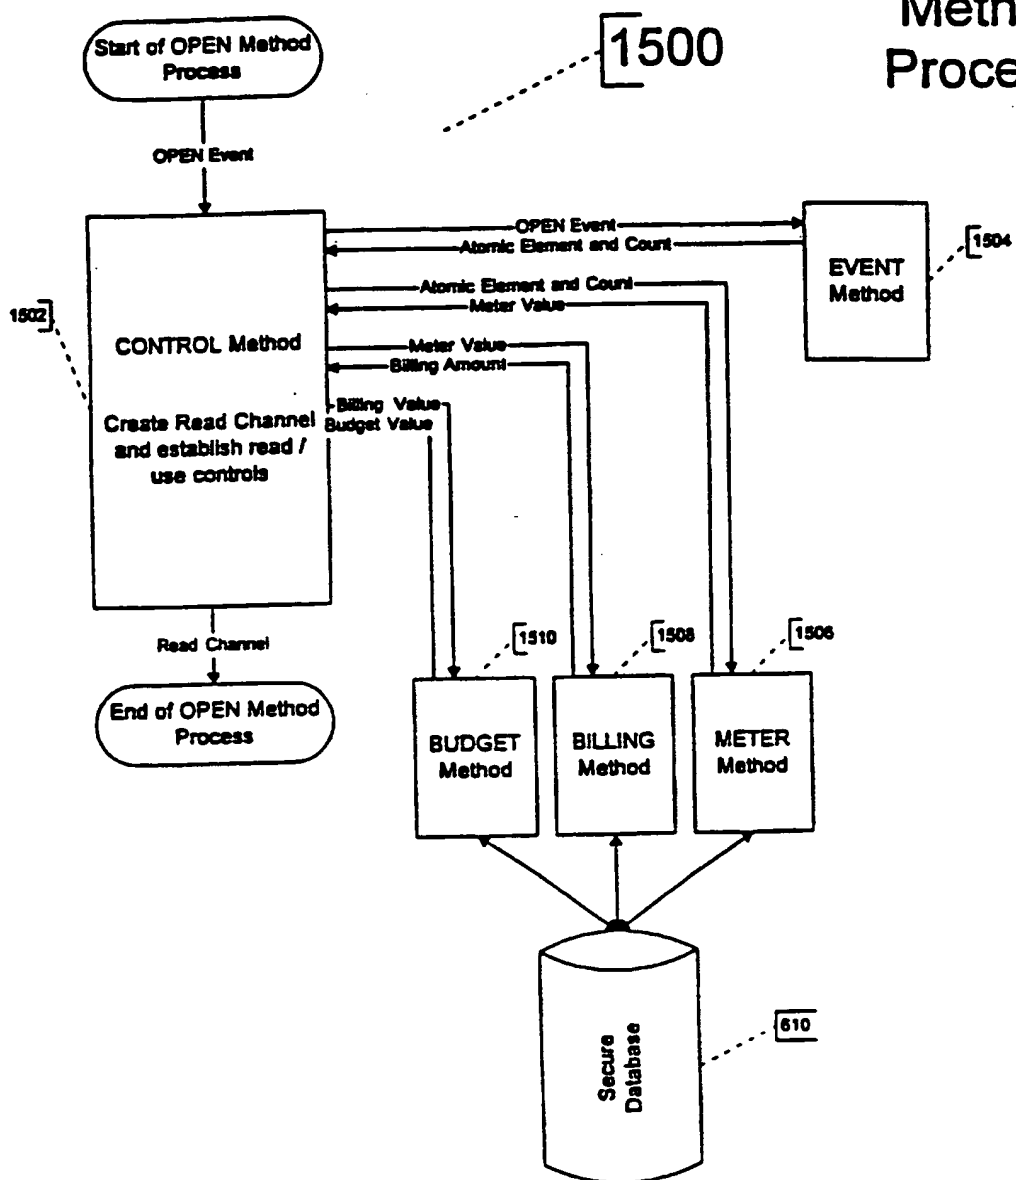 Meth
Proce
1500
Start of OPEN Method
Process
OPEN Event
OPEN Event
Atomic Element and Count
1504
EVENT
Method
Atomic Element and Count
Meter Value
1502
CONTROL Method
Meter Value
Billing Amount
Billing Value
Budget Value
Create Read Channel
and establish read /
use controls
Read Channel
1510
1508
1506
End of OPEN Method
Process
BUDGET
Method
BILLING
Method
METER
Method
Secure
Database
610